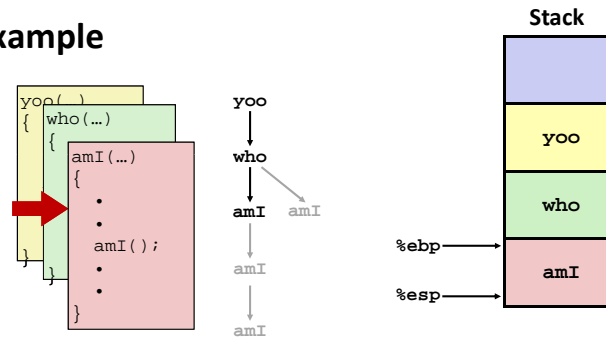 xample
Stack
yoo(…)
{
who(…)
{
amI(…)
{
•
•
amI();
•
•
}
}
}
yoo
who
amI amI
amI
amI
yoo
who
%ebp
amI
%esp